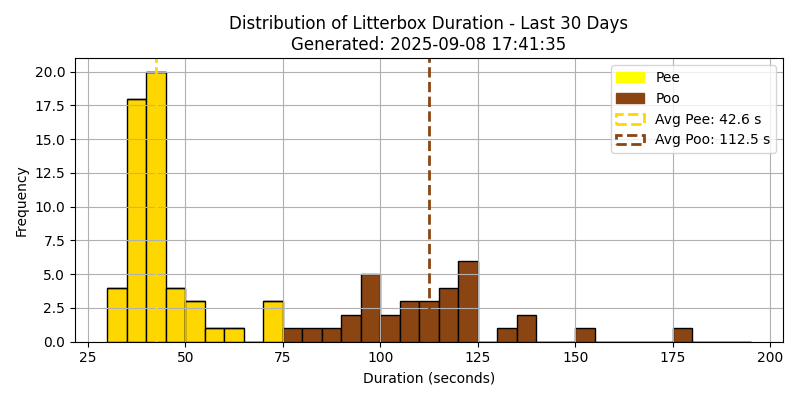 Distribution of Litterbox Duration - Last 30 Days
Generated: 2025-09-08 17:41:35
Pee
Poo
Avg Pee: 42.6 s
Avg Poo: 112.5 s
Frequency
20.0
17.5
15.0
12.5
10.0
7.5
5.0
2.5
0.0
25 50 75 100 125 150 175 200
Duration (seconds)